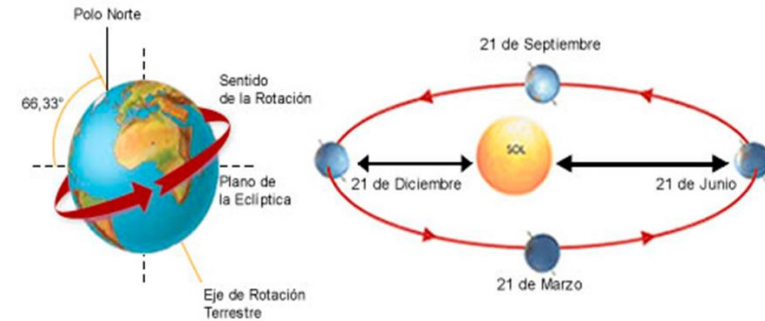 Polo Norte
66,33°
Sentido
de la Rotación
Plano de
la Eclíptica
Eje de Rotación
Terrestre
21 de Septiembre
SOL
21 de Diciembre
21 de Junio
21 de Marzo